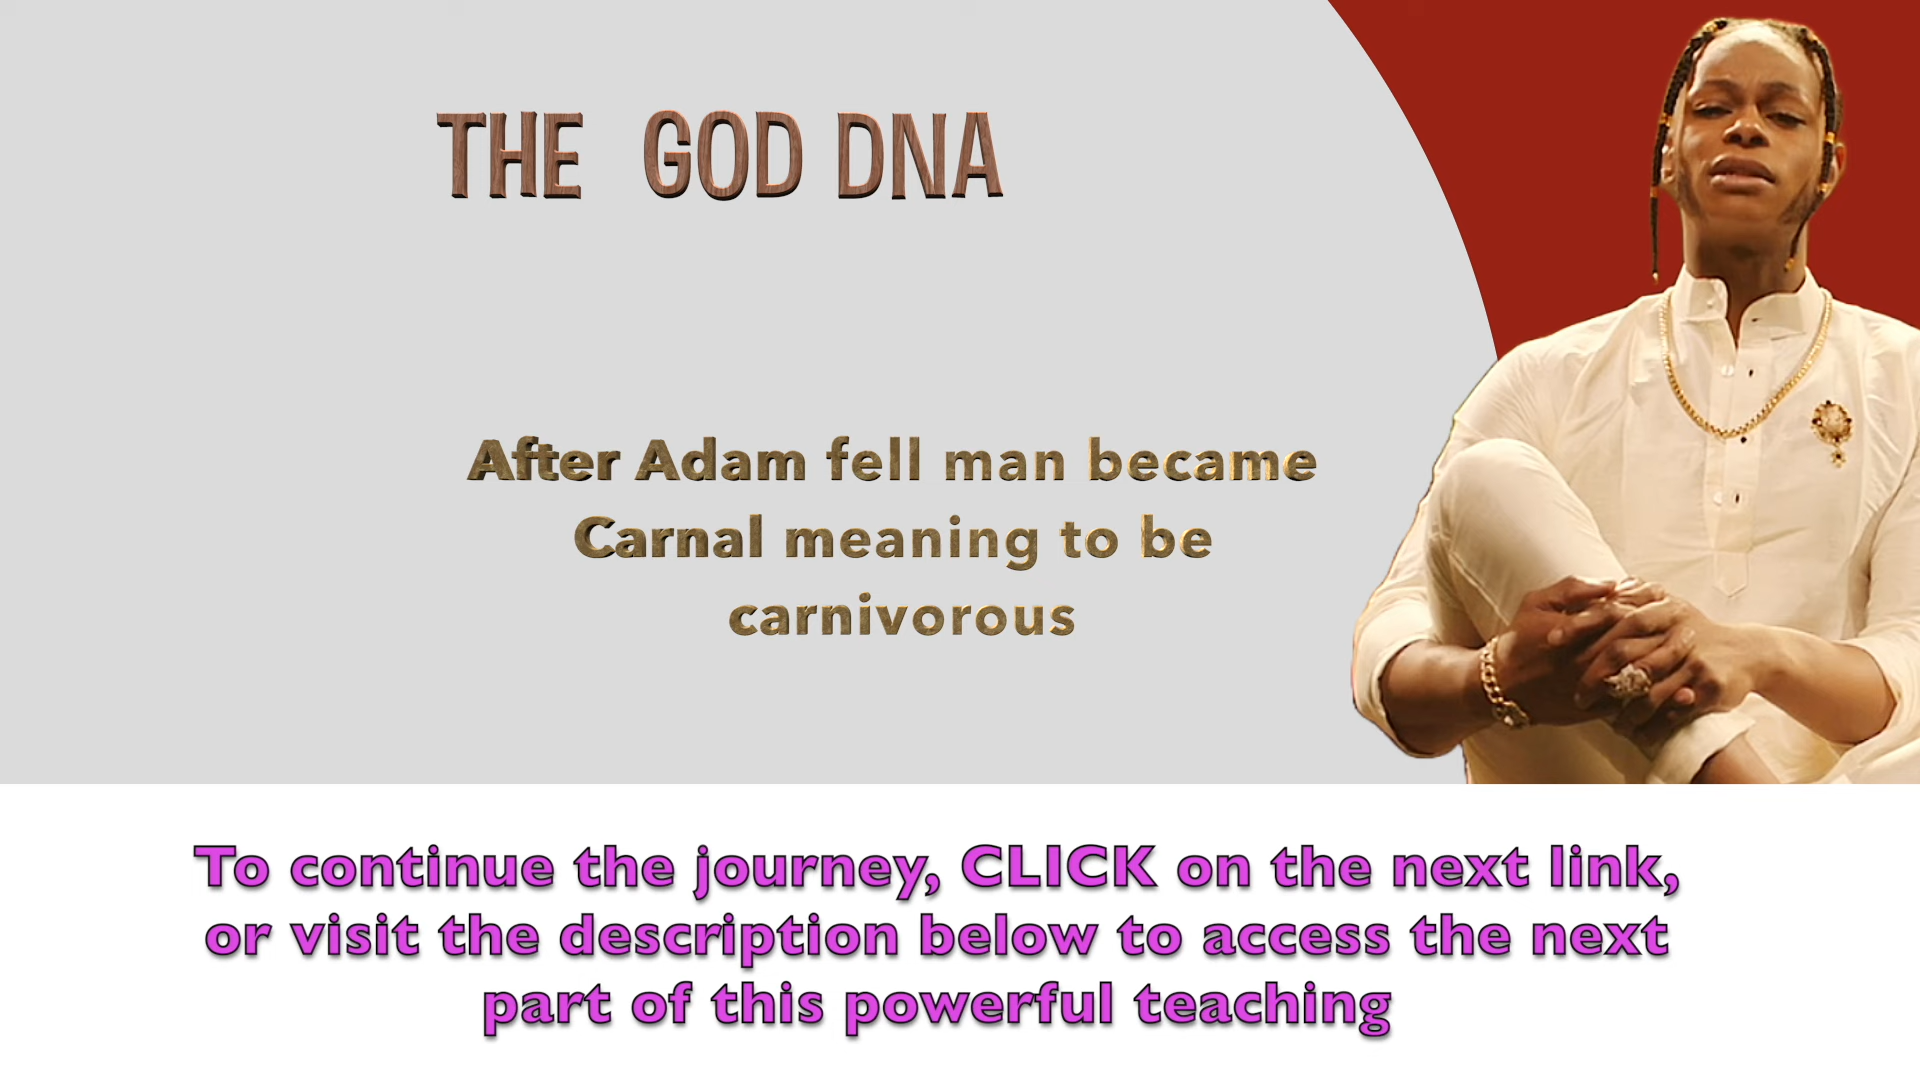 THE GOD DNA
After Adam fell man became
Carnal meaning to be
carnivorous
To continue the journey, CLICK on the next link,
or visit the description below to access the next
part of this powerful teaching